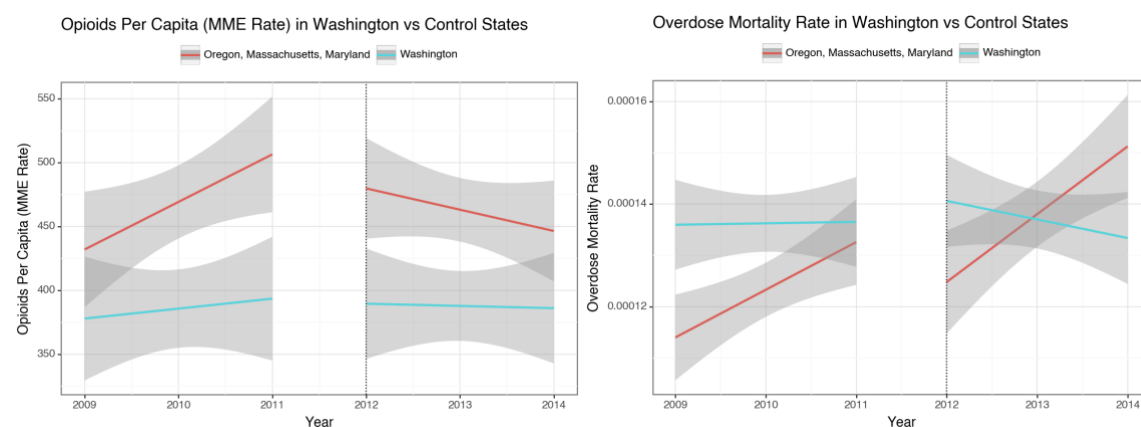 Opioids Per Capita (MME Rate) in Washington vs Control States
Oregon, Massachusetts, Maryland Washington
550
500
450
400
350
Opioids Per Capita (MME Rate)
2009 2010 2011 2012 2013 2014
Year
Overdose Mortality Rate in Washington vs Control States
Oregon, Massachusetts, Maryland Washington
0.00016
0.00014
0.00012
Overdose Mortality Rate
2009 2010 2011 2012 2013 2014
Year